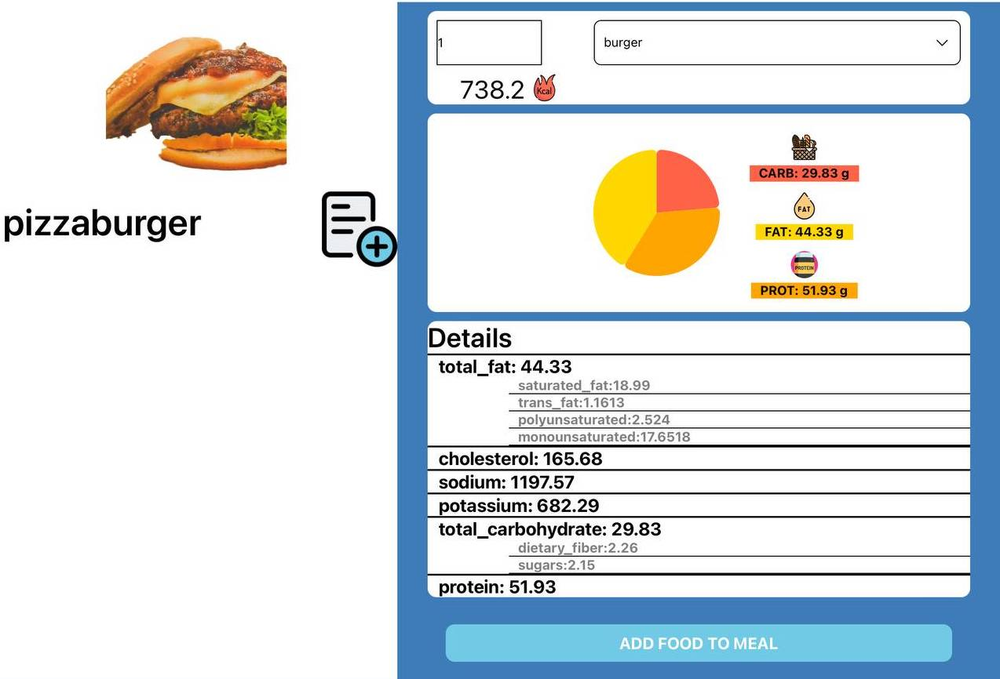 pizzaburger
1
burger
738.2
Kcal
CARB: 29.83 g
FAT
FAT: 44.33 g
PROTEIN
PROT: 51.93 g
Details
total_fat: 44.33
saturated_fat:18.99
trans_fat:1.1613
polyunsaturated:2.524
monounsaturated:17.6518
cholesterol: 165.68
sodium: 1197.57
potassium: 682.29
total_carbohydrate: 29.83
dietary_fiber:2.26
sugars:2.15
protein: 51.93
ADD FOOD TO MEAL